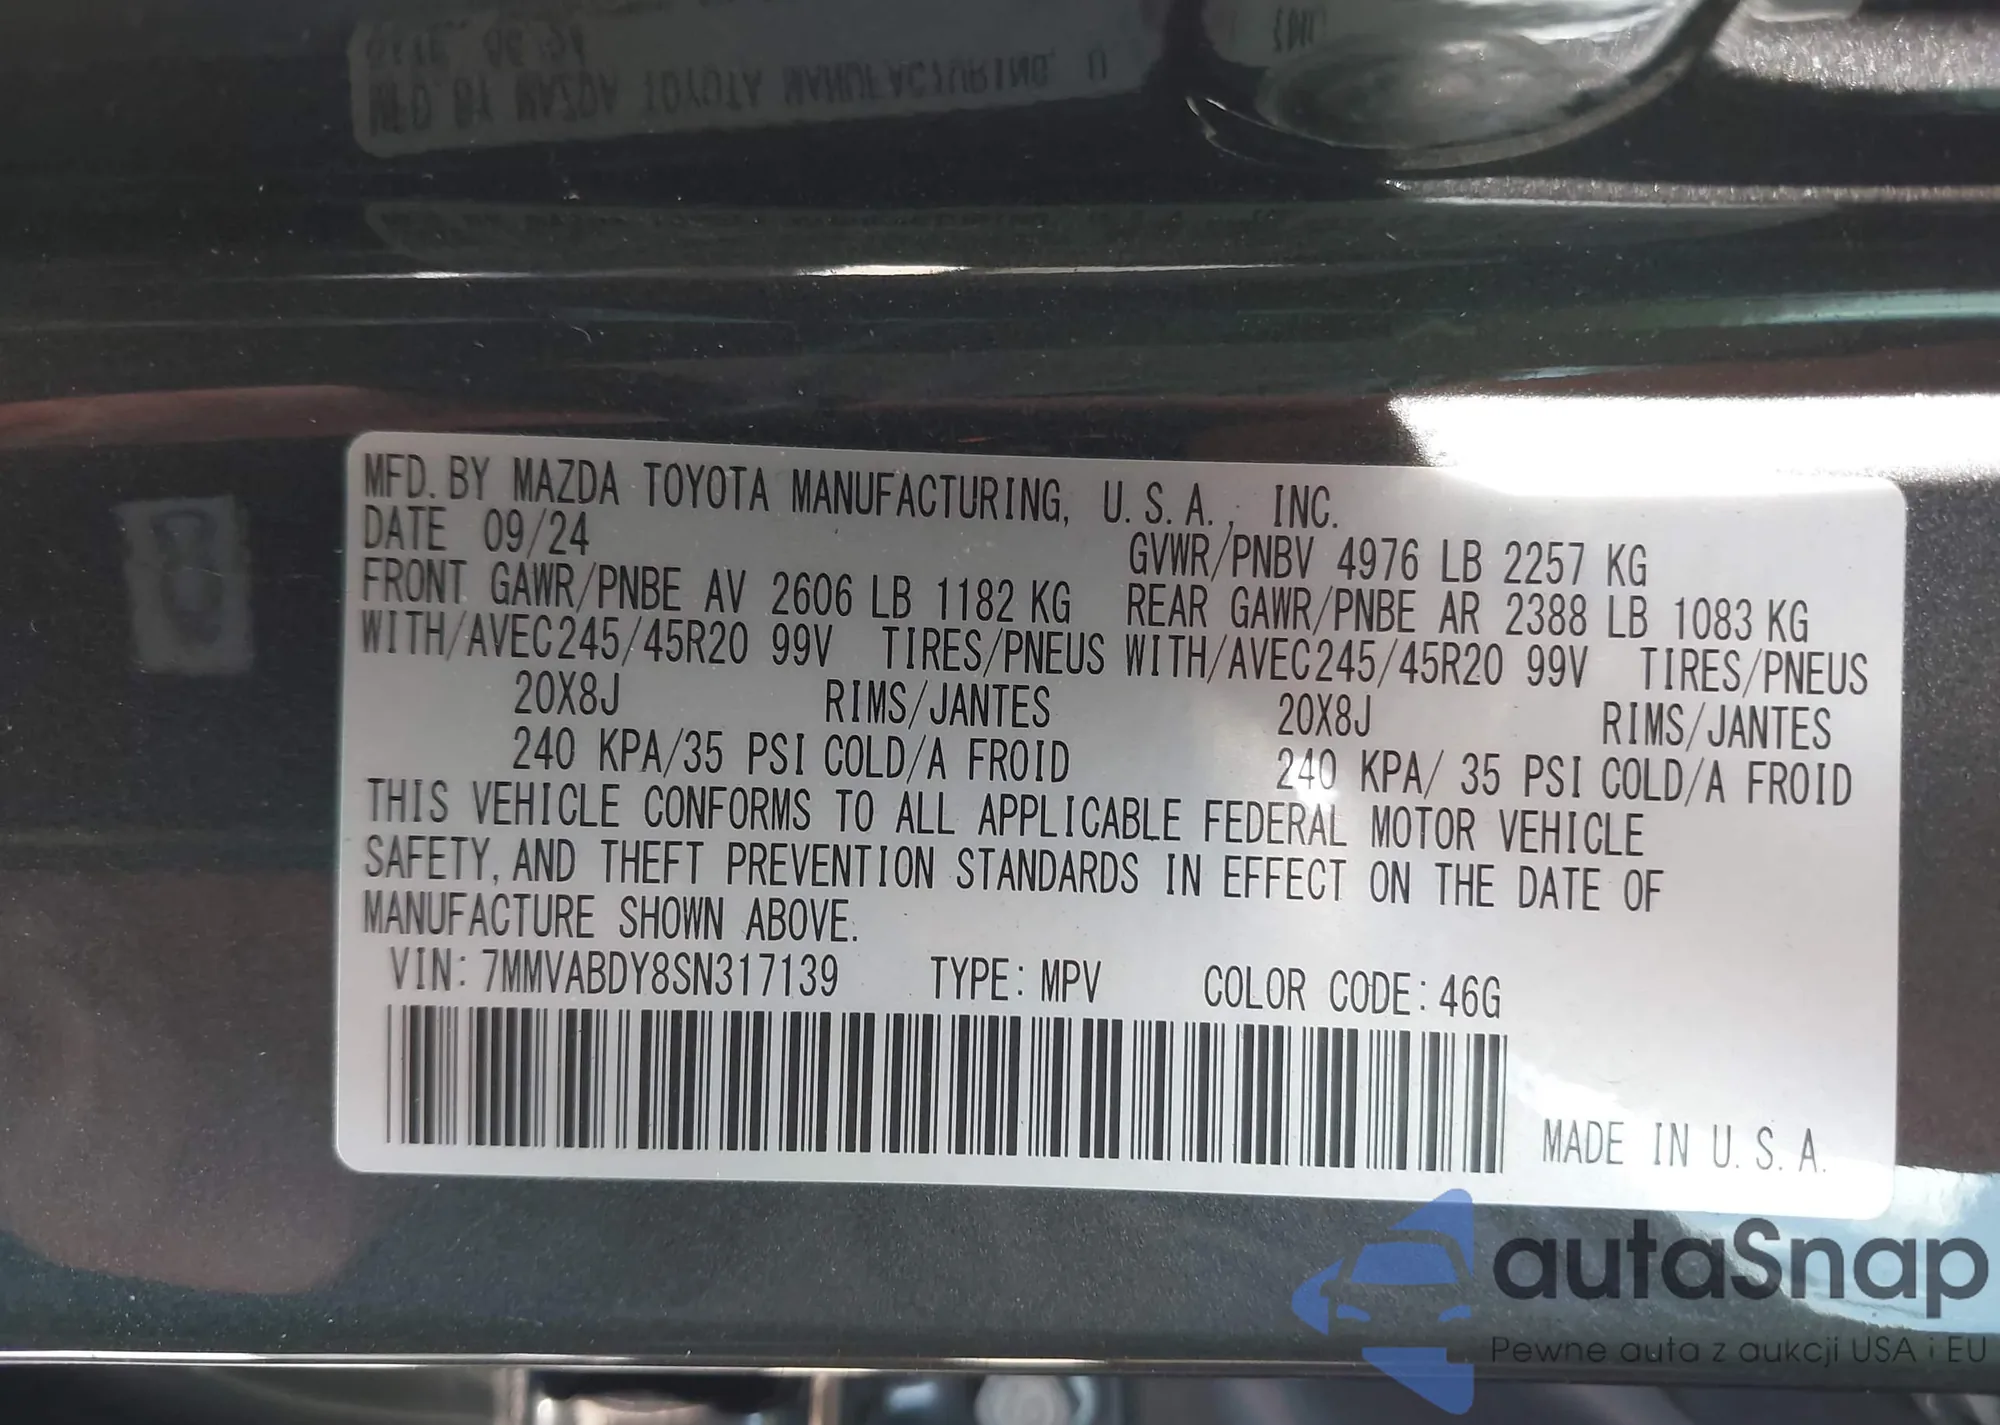 MFD. BY MAZDA TOYOTA MANUFACTURING, U.S.A., INC.
DATE 09/24
GVWR/PNBV 4976 LB 2257 KG
FRONT GAWR/PNBE AV 2606 LB 1182 KG REAR GAWR/PNBE AR 2388 LB 1083 KG
WITH/AVEC245/45R20 99V TIRES/PNEUS WITH/AVEC245/45R20 99V TIRES/PNEUS
20X8J RIMS/JANTES 20X8J RIMS/JANTES
240 KPA/35 PSI COLD/A FROID 240 KPA/ 35 PSI COLD/A FROID
THIS VEHICLE CONFORMS TO ALL APPLICABLE FEDERAL MOTOR VEHICLE
SAFETY, AND THEFT PREVENTION STANDARDS IN EFFECT ON THE DATE OF
MANUFACTURE SHOWN ABOVE.
VIN: 7MMVABDY8SN317139 TYPE: MPV COLOR CODE: 46G
MADE IN U.S.A.
autaSnap
Pewne auta z aukcji USA i EU